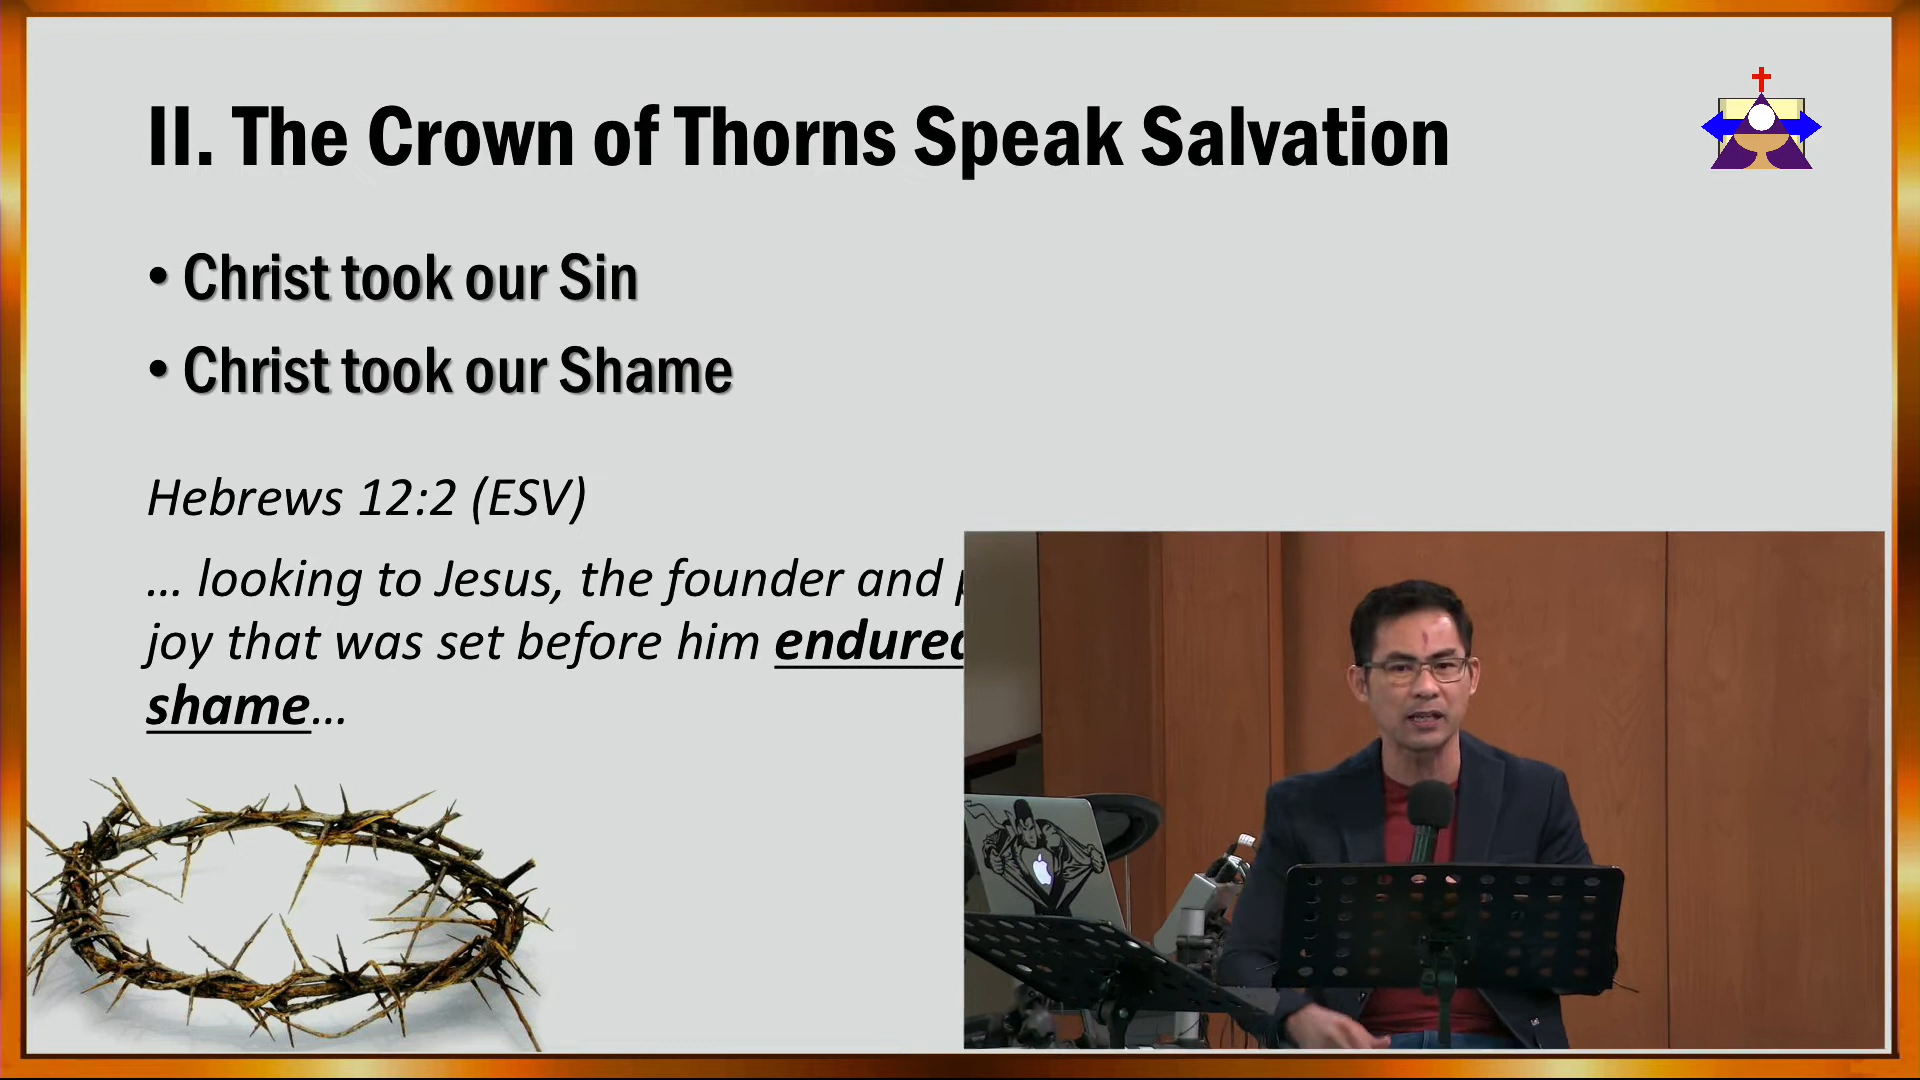 II. The Crown of Thorns Speak Salvation
• Christ took our Sin
• Christ took our Shame
Hebrews 12:2 (ESV)
… looking to Jesus, the founder and
joy that was set before him endured
shame…